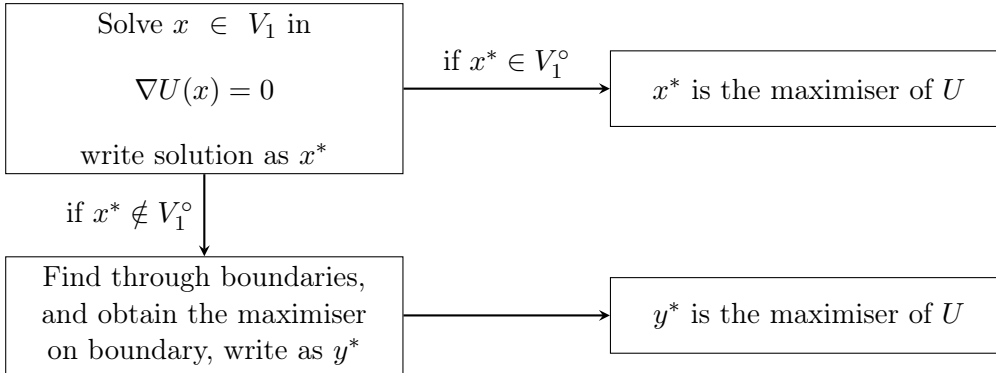 Solve x ∈ V₁ in
∇U(x) = 0
write solution as x*
if x* ∈ V₁°
x* is the maximiser of U
if x* ∉ V₁°
Find through boundaries,
and obtain the maximiser
on boundary, write as y*
y* is the maximiser of U